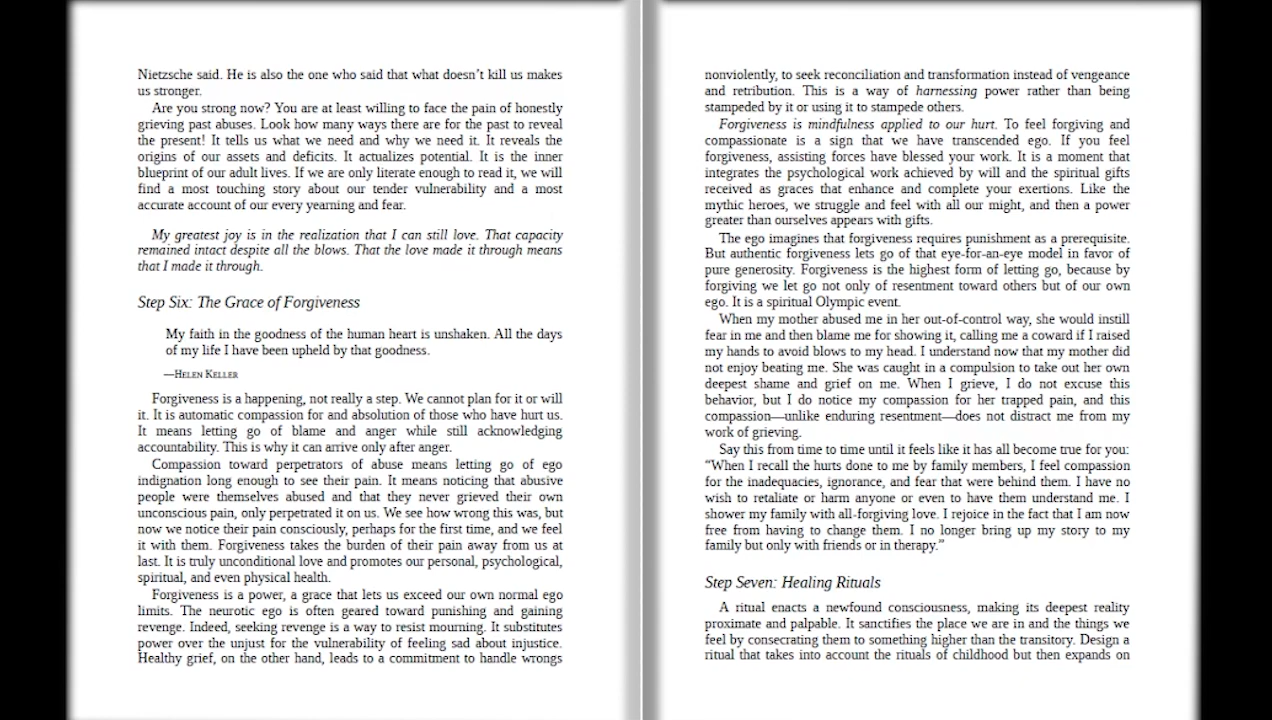 Nietzsche said. He is also the one who said that what doesn’t kill us makes
us stronger.
Are you strong now? You are at least willing to face the pain of honestly
grieving past abuses. Look how many ways there are for the past to reveal
the present! It tells us what we need and why we need it. It reveals the
origins of our assets and deficits. It actualizes potential. It is the inner
blueprint of our adult lives. If we are only literate enough to read it, we will
find a most touching story about our tender vulnerability and a most
accurate account of our every yearning and fear.
My greatest joy is in the realization that I can still love. That capacity
remained intact despite all the blows. That the love made it through means
that I made it through.
Step Six: The Grace of Forgiveness
My faith in the goodness of the human heart is unshaken. All the days
of my life I have been upheld by that goodness.
—HELEN KELLER
Forgiveness is a happening, not really a step. We cannot plan for it or will
it. It is automatic compassion for and absolution of those who have hurt us.
It means letting go of blame and anger while still acknowledging
accountability. This is why it can arrive only after anger.
Compassion toward perpetrators of abuse means letting go of ego
indignation long enough to see their pain. It means noticing that abusive
people were themselves abused and that they never grieved their own
unconscious pain, only perpetrated it on us. We see how wrong this was, but
now we notice their pain consciously, perhaps for the first time, and we feel
it with them. Forgiveness takes the burden of their pain away from us at
last. It is truly unconditional love and promotes our personal, psychological,
spiritual, and even physical health.
Forgiveness is a power, a grace that lets us exceed our own normal ego
limits. The neurotic ego is often geared toward punishing and gaining
revenge. Indeed, seeking revenge is a way to resist mourning. It substitutes
power over the unjust for the vulnerability of feeling sad about injustice.
Healthy grief, on the other hand, leads to a commitment to handle wrongs
nonviolently, to seek reconciliation and transformation instead of vengeance
and retribution. This is a way of harnessing power rather than being
stampeded by it or using it to stampede others.
Forgiveness is mindfulness applied to our hurt. To feel forgiving and
compassionate is a sign that we have transcended ego. If you feel
forgiveness, assisting forces have blessed your work. It is a moment that
integrates the psychological work achieved by will and the spiritual gifts
received as graces that enhance and complete your exertions. Like the
mythic heroes, we struggle and feel with all our might, and then a power
greater than ourselves appears with gifts.
The ego imagines that forgiveness requires punishment as a prerequisite.
But authentic forgiveness lets go of that eye-for-an-eye model in favor of
pure generosity. Forgiveness is the highest form of letting go, because by
forgiving we let go not only of resentment toward others but of our own
ego. It is a spiritual Olympic event.
When my mother abused me in her out-of-control way, she would instill
fear in me and then blame me for showing it, calling me a coward if I raised
my hands to avoid blows to my head. I understand now that my mother did
not enjoy beating me. She was caught in a compulsion to take out her own
deepest shame and grief on me. When I grieve, I do not excuse this
behavior, but I do notice my compassion for her trapped pain, and this
compassion—unlike enduring resentment—does not distract me from my
work of grieving.
Say this from time to time until it feels like it has all become true for you:
“When I recall the hurts done to me by family members, I feel compassion
for the inadequacies, ignorance, and fear that were behind them. I have no
wish to retaliate or harm anyone or even to have them understand me. I
shower my family with all-forgiving love. I rejoice in the fact that I am now
free from having to change them. I no longer bring up my story to my
family but only with friends or in therapy.”
Step Seven: Healing Rituals
A ritual enacts a newfound consciousness, making its deepest reality
proximate and palpable. It sanctifies the place we are in and the things we
feel by consecrating them to something higher than the transitory. Design a
ritual that takes into account the rituals of childhood but then expands on